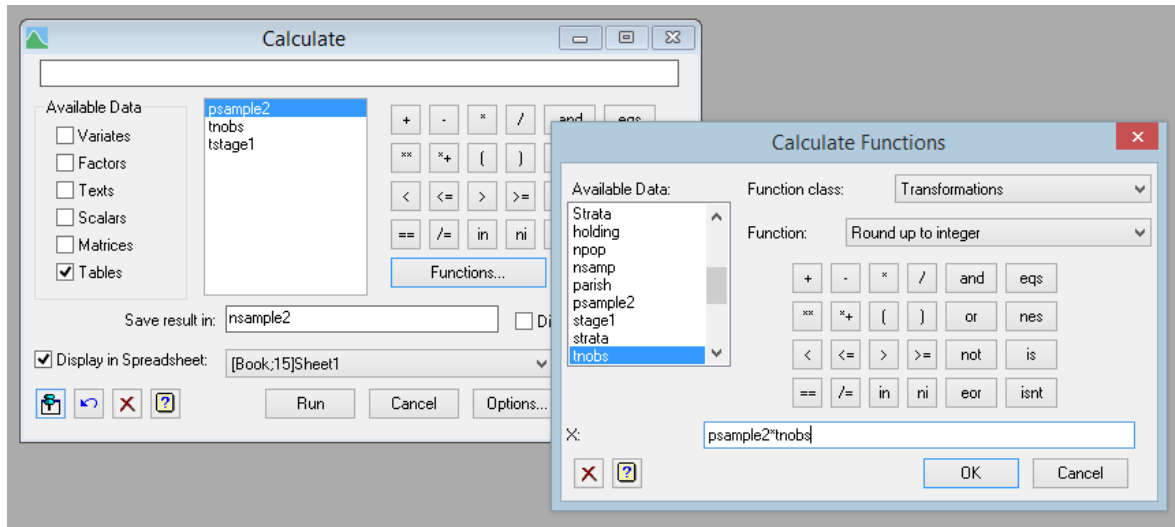 Calculate
Available Data
Variates
Factors
Texts
Scalars
Matrices
Tables
psample2
tnobs
tstage1
+ - * / and eqs
** *+ ( )
< <= > >=
== /= in ni
Functions...
Save result in: nsample2
Display in Spreadsheet: [Book;15]Sheet1
Run Cancel Options...
Calculate Functions
Available Data:
Strata
holding
npop
nsamp
parish
psample2
stage1
strata
tnobs
Function class: Transformations
Function: Round up to integer
+ - * / and eqs
** *+ ( ) or nes
< <= > >= not is
== /= in ni eor isnt
X: psample2*tnobs
OK Cancel